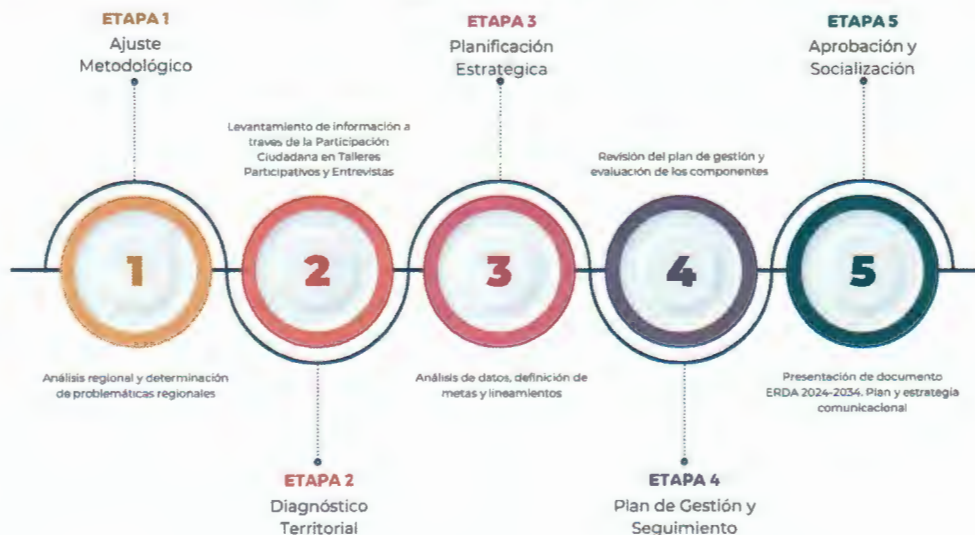 ETAPA 1
Ajuste
Metodológico
Análisis regional y determinación
de problemáticas regionales
1
Levantamiento de información a
traves de la Participación
Ciudadana en Talleres
Participativos y Entrevistas
2
ETAPA 2
Diagnóstico
Territorial
ETAPA 3
Planificación
Estrategica
3
Análisis de datos, definición de
metas y lineamientos
Revisión del plan de gestión y
evaluación de los componentes
4
ETAPA 4
Plan de Gestión y
Seguimiento
ETAPA 5
Aprobación y
Socialización
5
Presentación de documento
ERDA 2024-2034. Plan y estrategia
comunicacional